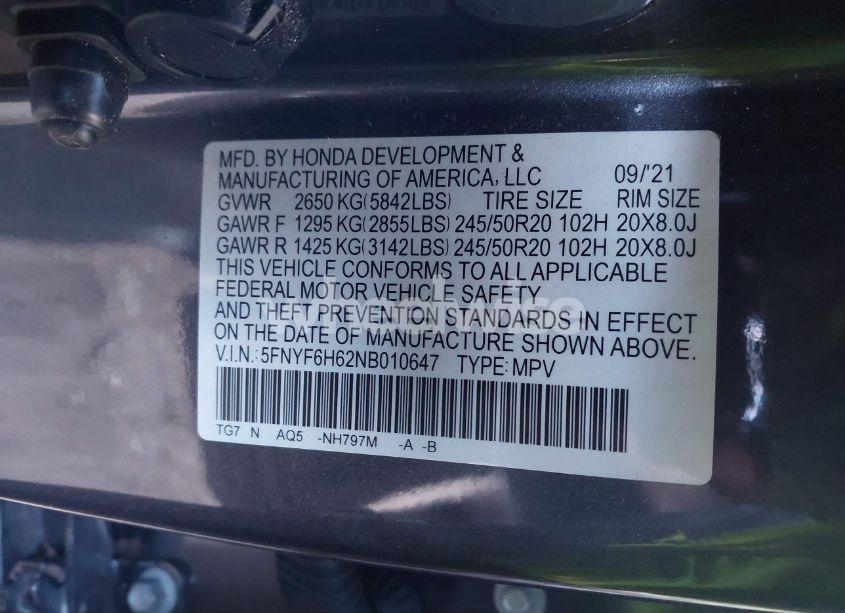 MFD. BY HONDA DEVELOPMENT &
MANUFACTURING OF AMERICA, LLC 09/'21
GVWR 2650 KG(5842LBS) TIRE SIZE RIM SIZE
GAWR F 1295 KG(2855LBS) 245/50R20 102H 20X8.0J
GAWR R 1425 KG(3142LBS) 245/50R20 102H 20X8.0J
THIS VEHICLE CONFORMS TO ALL APPLICABLE
FEDERAL MOTOR VEHICLE SAFETY
AND THEFT PREVENTION STANDARDS IN EFFECT
ON THE DATE OF MANUFACTURE SHOWN ABOVE.
V.I.N.: 5FNYF6H62NB010647 TYPE: MPV
TG7 N AQ5 -NH797M -A -B